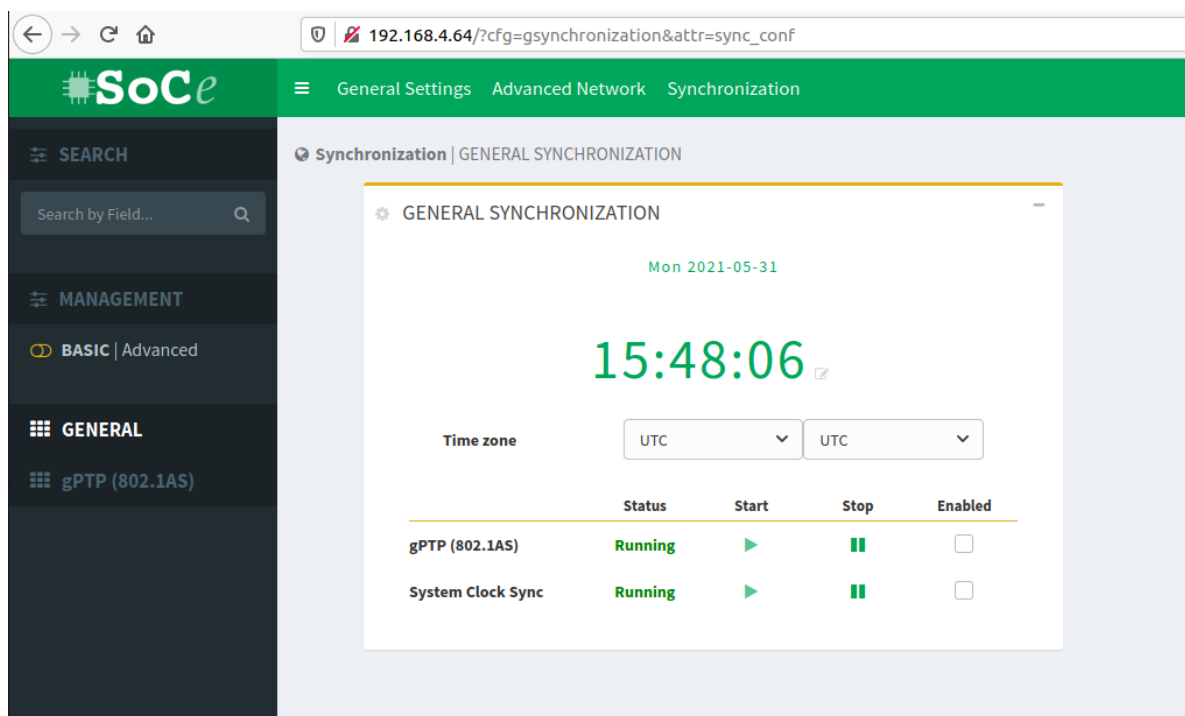 192.168.4.64/?cfg=gsynchronization&attr=sync_conf
SoCe
General Settings Advanced Network Synchronization
SEARCH
Search by Field...
MANAGEMENT
BASIC | Advanced
GENERAL
gPTP (802.1AS)
Synchronization | GENERAL SYNCHRONIZATION
GENERAL SYNCHRONIZATION
Mon 2021-05-31
15:48:06
Time zone UTC UTC
Status Start Stop Enabled
gPTP (802.1AS) Running
System Clock Sync Running